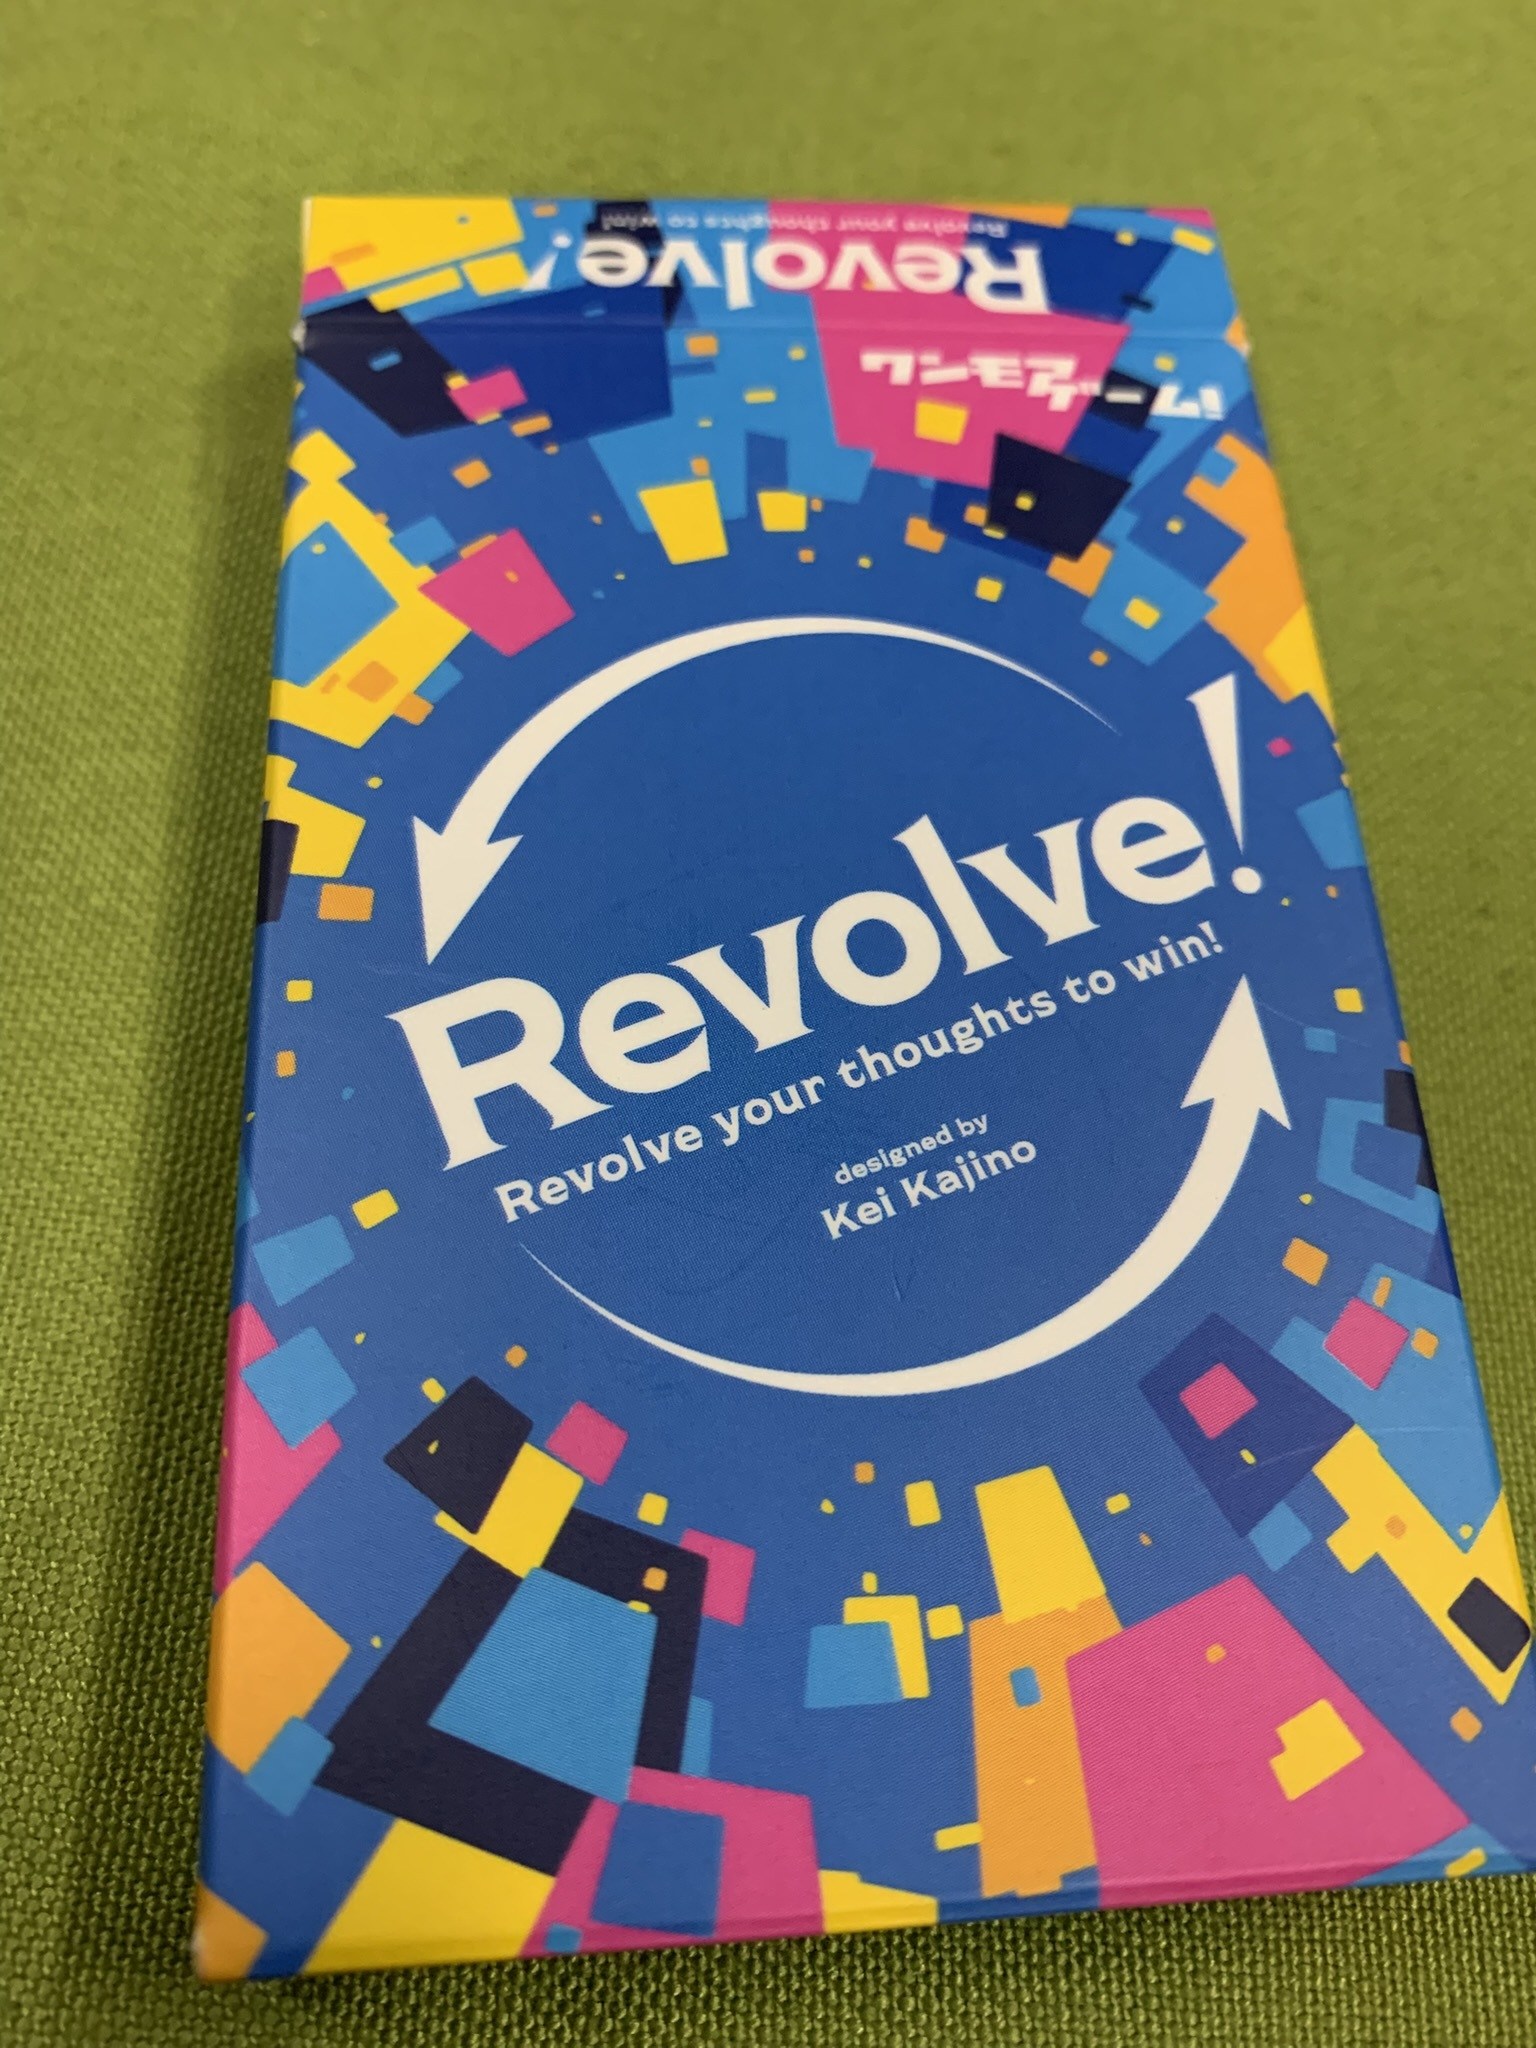 Revolve your thoughts to win!
Revolve!
ワンモアゲーム!
Revolve!
Revolve your thoughts to win!
designed by
Kei Kajino